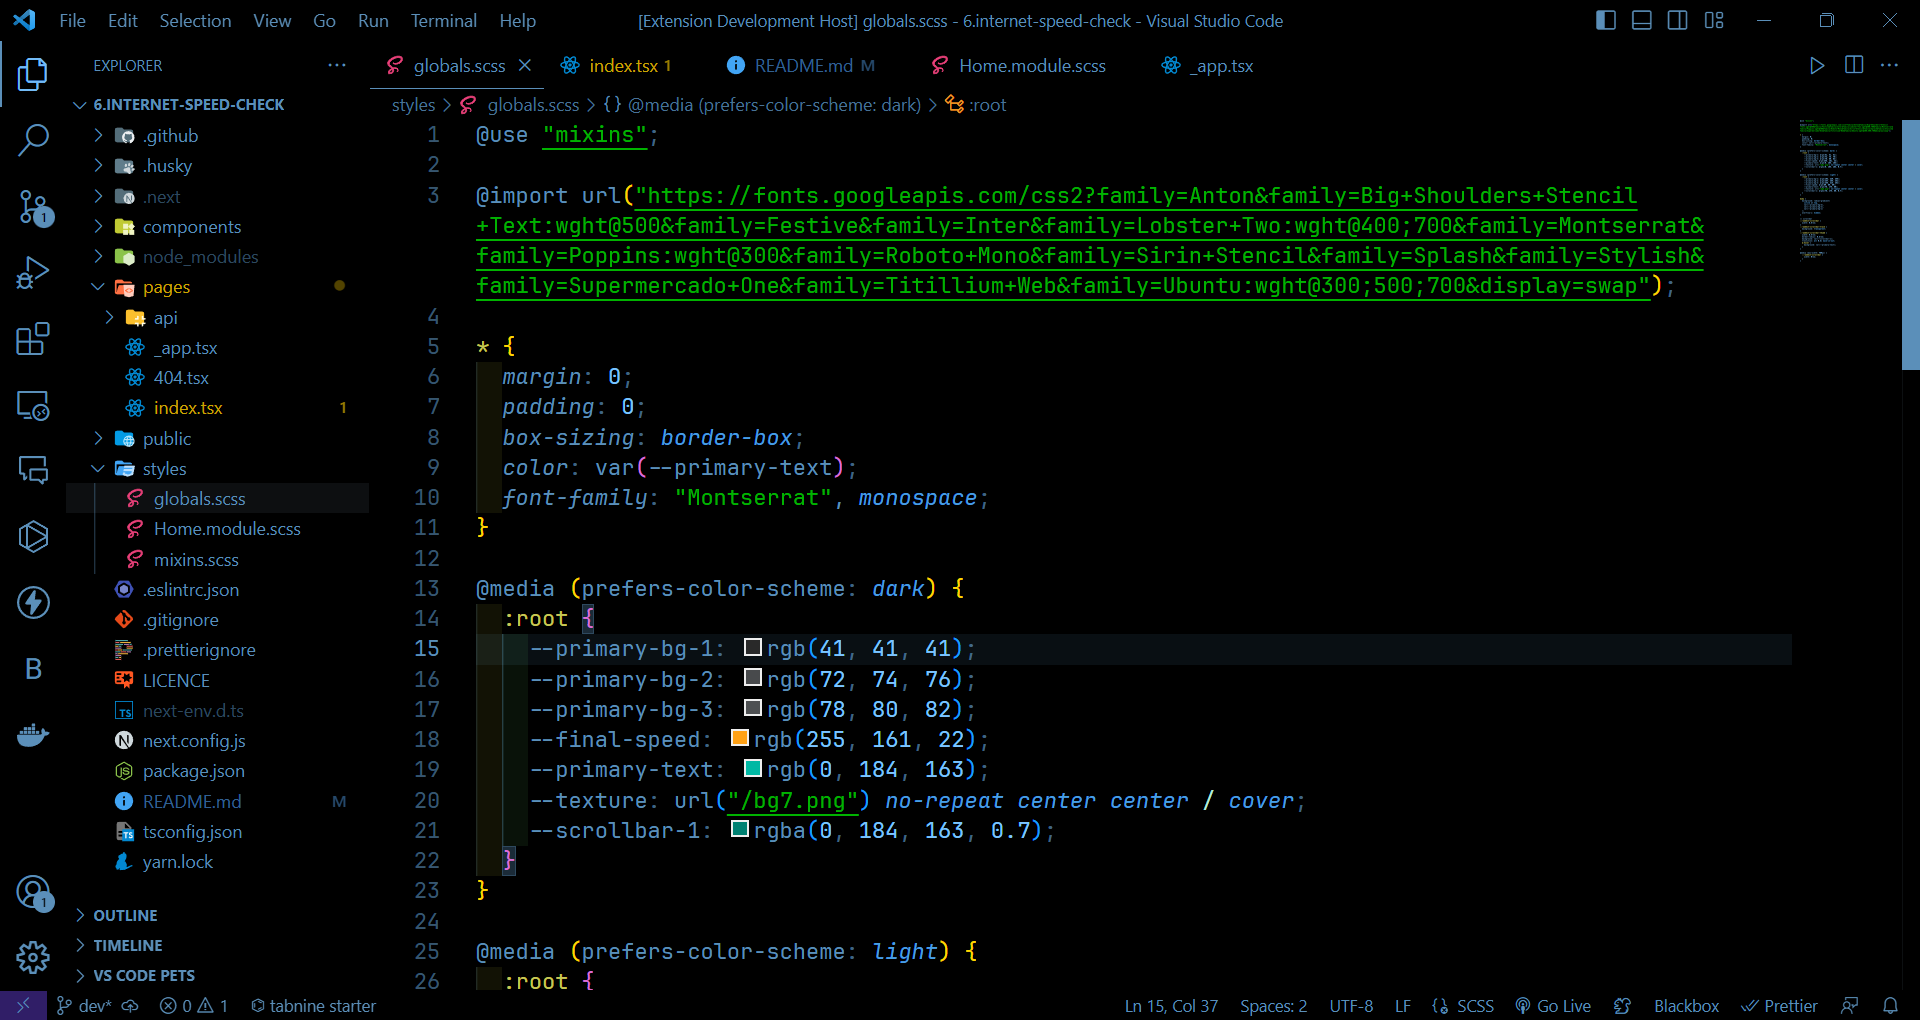 File Edit Selection View Go Run Terminal Help
[Extension Development Host] globals.scss - 6.internet-speed-check - Visual Studio Code
EXPLORER
globals.scss
index.tsx 1
README.md M
Home.module.scss
_app.tsx
6.INTERNET-SPEED-CHECK
.github
.husky
.next
components
node_modules
pages
api
_app.tsx
404.tsx
index.tsx 1
public
styles
globals.scss
Home.module.scss
mixins.scss
.eslintrc.json
.gitignore
.prettierignore
LICENCE
next-env.d.ts
next.config.js
package.json
README.md M
tsconfig.json
yarn.lock
OUTLINE
TIMELINE
VS CODE PETS
styles > globals.scss > {} @media (prefers-color-scheme: dark) > :root
1 @use "mixins";
2
3 @import url("https://fonts.googleapis.com/css2?family=Anton&family=Big+Shoulders+Stencil
+Text:wght@500&family=Festive&family=Inter&family=Lobster+Two:wght@400;700&family=Montserrat&
family=Poppins:wght@300&family=Roboto+Mono&family=Sirin+Stencil&family=Splash&family=Stylish&
family=Supermercado+One&family=Titillium+Web&family=Ubuntu:wght@300;500;700&display=swap");
4
5 * {
6 margin: 0;
7 padding: 0;
8 box-sizing: border-box;
9 color: var(--primary-text);
10 font-family: "Montserrat", monospace;
11 }
12
13 @media (prefers-color-scheme: dark) {
14 :root {
15 --primary-bg-1: rgb(41, 41, 41);
16 --primary-bg-2: rgb(72, 74, 76);
17 --primary-bg-3: rgb(78, 80, 82);
18 --final-speed: rgb(255, 161, 22);
19 --primary-text: rgb(0, 184, 163);
20 --texture: url("/bg7.png") no-repeat center center / cover;
21 --scrollbar-1: rgba(0, 184, 163, 0.7);
22 }
23 }
24
25 @media (prefers-color-scheme: light) {
26 :root {
1
B
1
dev* 0 1 tabnine starter
Ln 15, Col 37 Spaces: 2 UTF-8 LF {} SCSS Go Live Blackbox Prettier